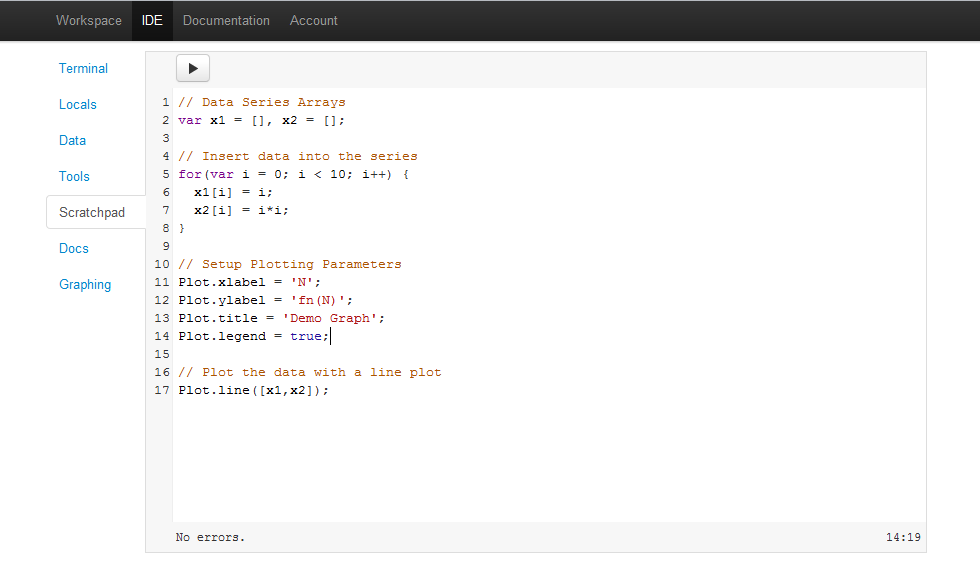 Workspace IDE Documentation Account
Terminal
Locals
Data
Tools
Scratchpad
Docs
Graphing
1 // Data Series Arrays
2 var x1 = [], x2 = [];
3
4 // Insert data into the series
5 for(var i = 0; i < 10; i++) {
6   x1[i] = i;
7   x2[i] = i*i;
8 }
9
10 // Setup Plotting Parameters
11 Plot.xlabel = 'N';
12 Plot.ylabel = 'fn(N)';
13 Plot.title = 'Demo Graph';
14 Plot.legend = true;
15
16 // Plot the data with a line plot
17 Plot.line([x1,x2]);
No errors. 14:19